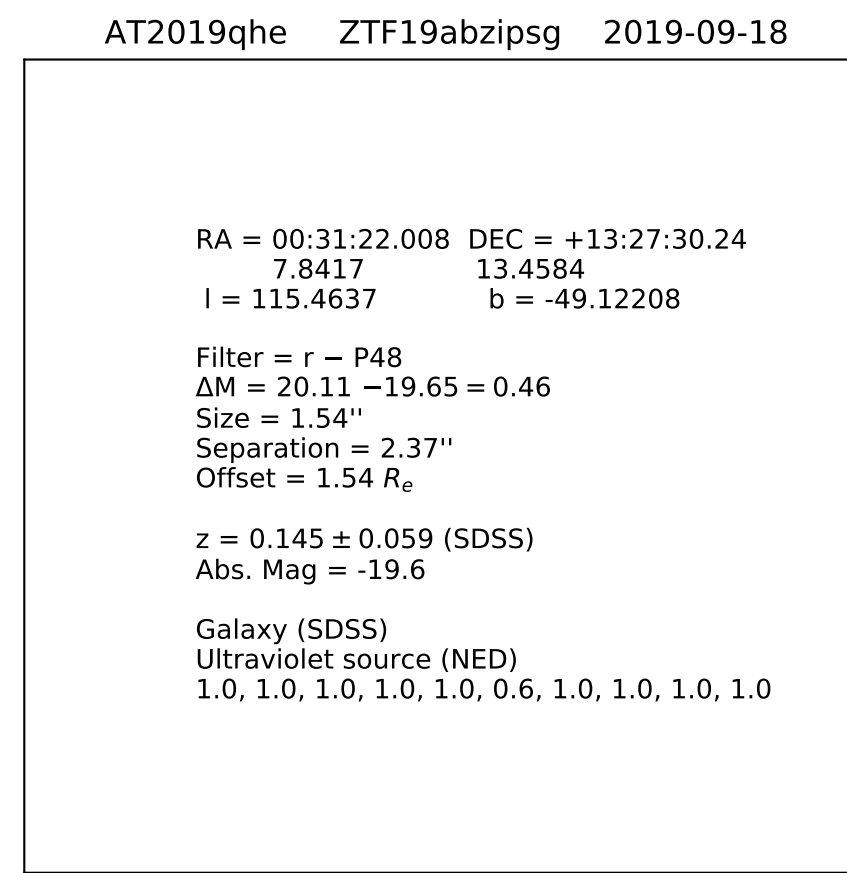 AT2019qhe ZTF19abzipsg 2019-09-18
RA = 00:31:22.008 DEC = +13:27:30.24
7.8417 13.4584
l = 115.4637 b = -49.12208
Filter = r − P48
ΔM = 20.11 −19.65 = 0.46
Size = 1.54''
Separation = 2.37''
Offset = 1.54 Re
z = 0.145 ± 0.059 (SDSS)
Abs. Mag = -19.6
Galaxy (SDSS)
Ultraviolet source (NED)
1.0, 1.0, 1.0, 1.0, 1.0, 0.6, 1.0, 1.0, 1.0, 1.0